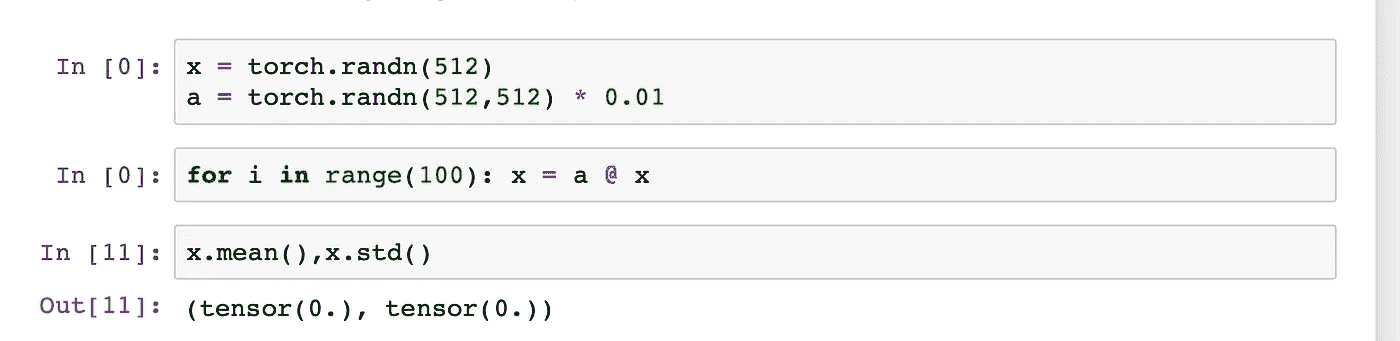 In [0]: x = torch.randn(512)
a = torch.randn(512,512) * 0.01
In [0]: for i in range(100): x = a @ x
In [11]: x.mean(),x.std()
Out[11]: (tensor(0.), tensor(0.))